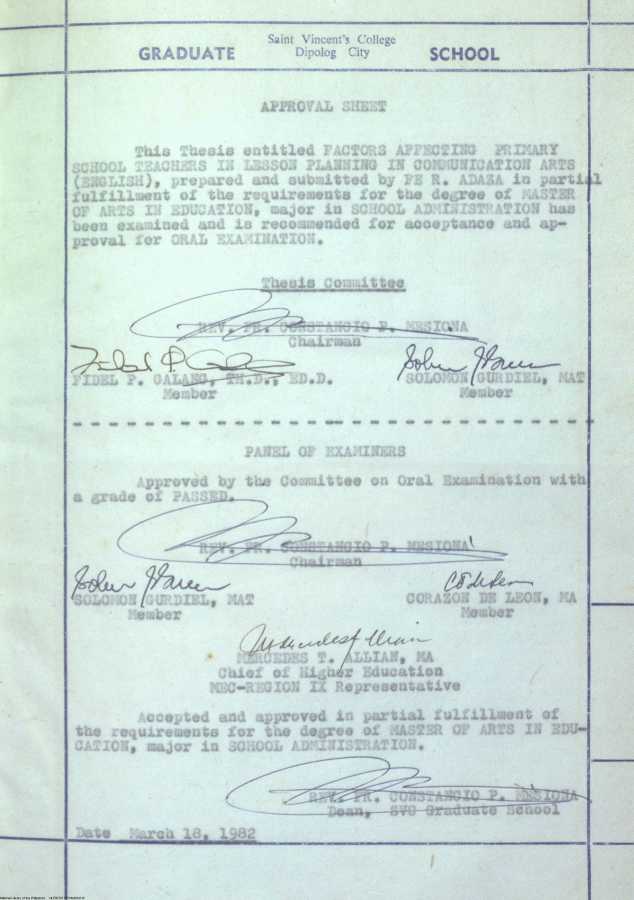 Saint Vincent's College
GRADUATE Dipolog City SCHOOL
APPROVAL SHEET
This Thesis entitled FACTORS AFFECTING PRIMARY
SCHOOL TEACHERS IN LESSON PLANNING IN COMMUNICATION ARTS
(ENGLISH), prepared and submitted by FE R. ADAZA in partial
fulfillment of the requirements for the degree of MASTER
OF ARTS IN EDUCATION, major in SCHOOL ADMINISTRATION has
been examined and is recommended for acceptance and ap-
proval for ORAL EXAMINATION.
Thesis Committee
REV. FR. CONSTANCIO P. MESIONA
Chairman
FIDEL P. GALANG, TH.D., ED.D. SOLOMON GURDIEL, MAT
Member Member
PANEL OF EXAMINERS
Approved by the Committee on Oral Examination with
a grade of PASSED.
REV. FR. CONSTANCIO P. MESIONA
Chairman
SOLOMON GURDIEL, MAT CORAZON DE LEON, MA
Member Member
MERCEDES T. ALLIAN, MA
Chief of Higher Education
MEC-REGION IX Representative
Accepted and approved in partial fulfillment of
the requirements for the degree of MASTER OF ARTS IN EDU-
CATION, major in SCHOOL ADMINISTRATION.
REV. FR. CONSTANCIO P. MESIONA
Dean, SVC Graduate School
Date March 18, 1982